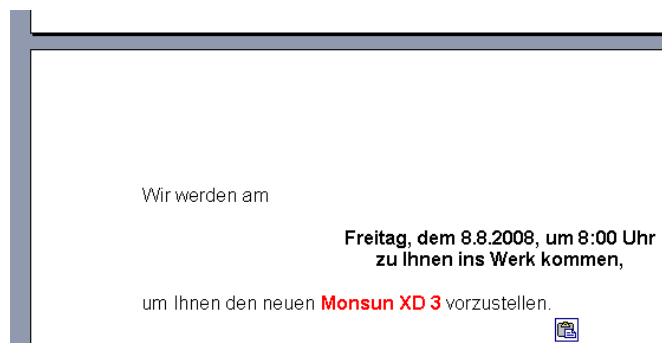 Wir werden am
Freitag, dem 8.8.2008, um 8:00 Uhr
zu Ihnen ins Werk kommen,
um Ihnen den neuen Monsun XD 3 vorzustellen.